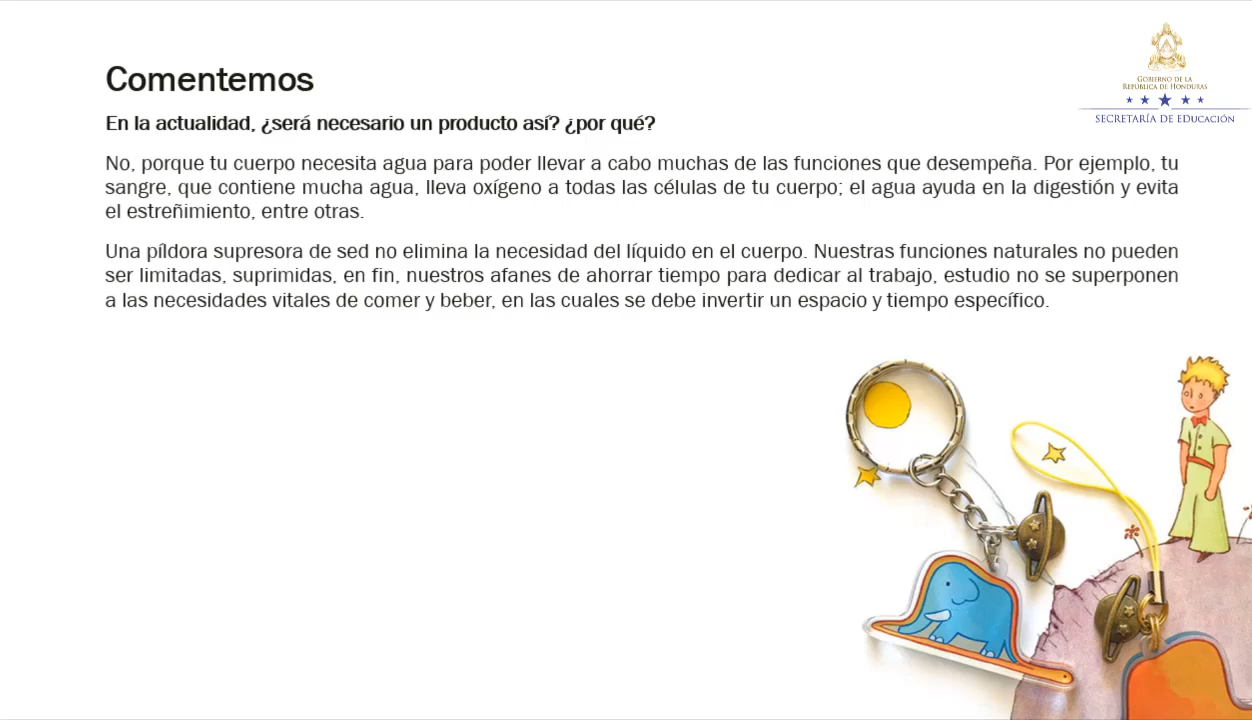 GOBIERNO DE LA
REPÚBLICA DE HONDURAS
SECRETARÍA DE EDUCACIÓN
Comentemos
En la actualidad, ¿será necesario un producto así? ¿por qué?
No, porque tu cuerpo necesita agua para poder llevar a cabo muchas de las funciones que desempeña. Por ejemplo, tu
sangre, que contiene mucha agua, lleva oxígeno a todas las células de tu cuerpo; el agua ayuda en la digestión y evita
el estreñimiento, entre otras.
Una píldora supresora de sed no elimina la necesidad del líquido en el cuerpo. Nuestras funciones naturales no pueden
ser limitadas, suprimidas, en fin, nuestros afanes de ahorrar tiempo para dedicar al trabajo, estudio no se superponen
a las necesidades vitales de comer y beber, en las cuales se debe invertir un espacio y tiempo específico.